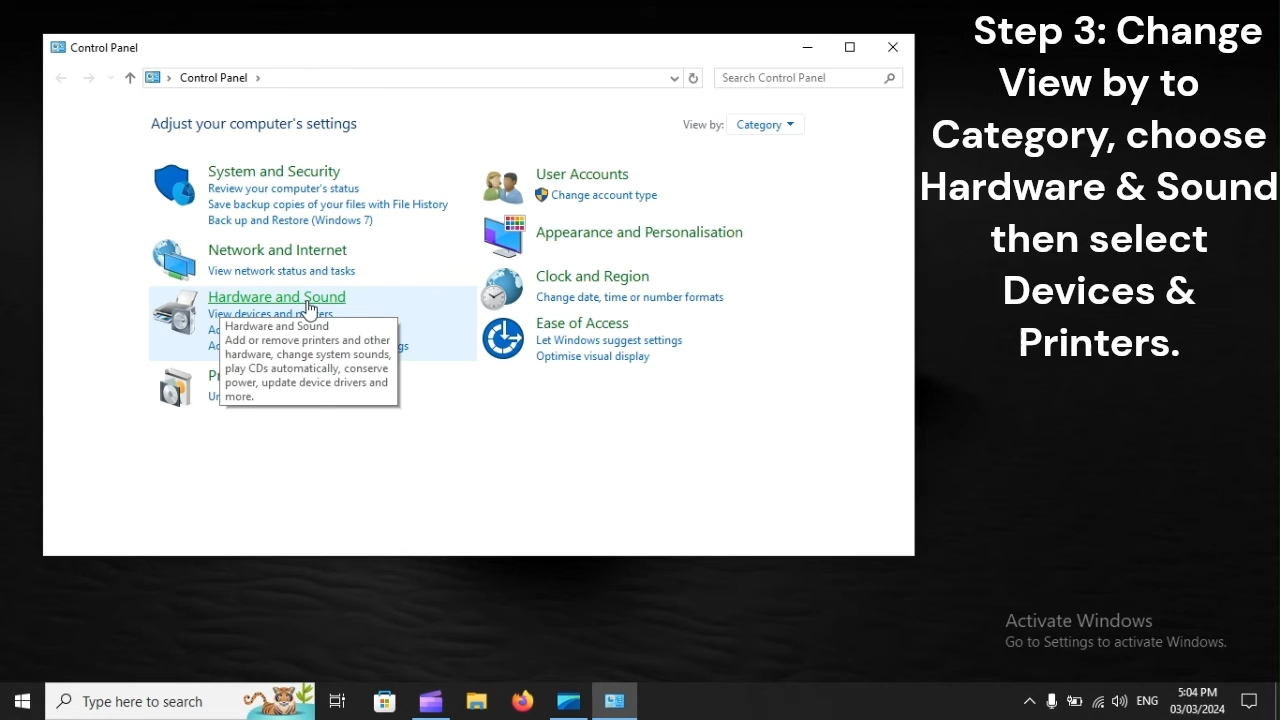 Control Panel
Control Panel
Search Control Panel
Adjust your computer's settings
View by: Category
System and Security
Review your computer's status
Save backup copies of your files with File History
Back up and Restore (Windows 7)
Network and Internet
View network status and tasks
Hardware and Sound
View devices and printers
Hardware and Sound
Add or remove printers and other
hardware, change system sounds,
play CDs automatically, conserve
power, update device drivers and
more.
User Accounts
Change account type
Appearance and Personalisation
Clock and Region
Change date, time or number formats
Ease of Access
Let Windows suggest settings
Optimise visual display
Step 3: Change
View by to
Category, choose
Hardware & Sound
then select
Devices &
Printers.
Activate Windows
Go to Settings to activate Windows.
Type here to search
ENG
5:04 PM
03/03/2024